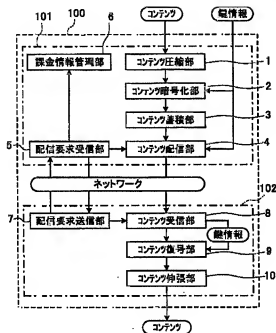 100
101
6
コンテンツ
鍵情報
課金情報管理部
コンテンツ圧縮部
1
コンテンツ暗号化部
2
コンテンツ蓄積部
3
5
配信要求受信部
コンテンツ配信部
4
ネットワーク
102
7
配信要求送信部
コンテンツ受信部
8
鍵情報
コンテンツ復号部
9
コンテンツ伸張部
10
コンテンツ